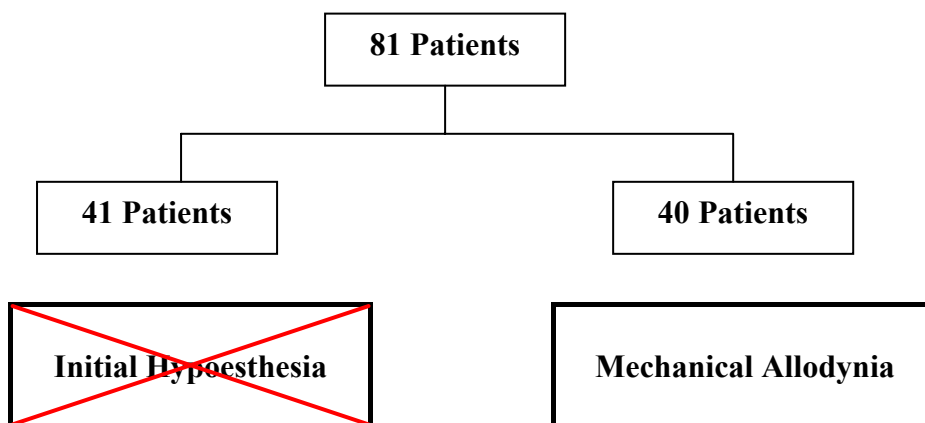 81 Patients
41 Patients
40 Patients
Initial Hypoesthesia
Mechanical Allodynia